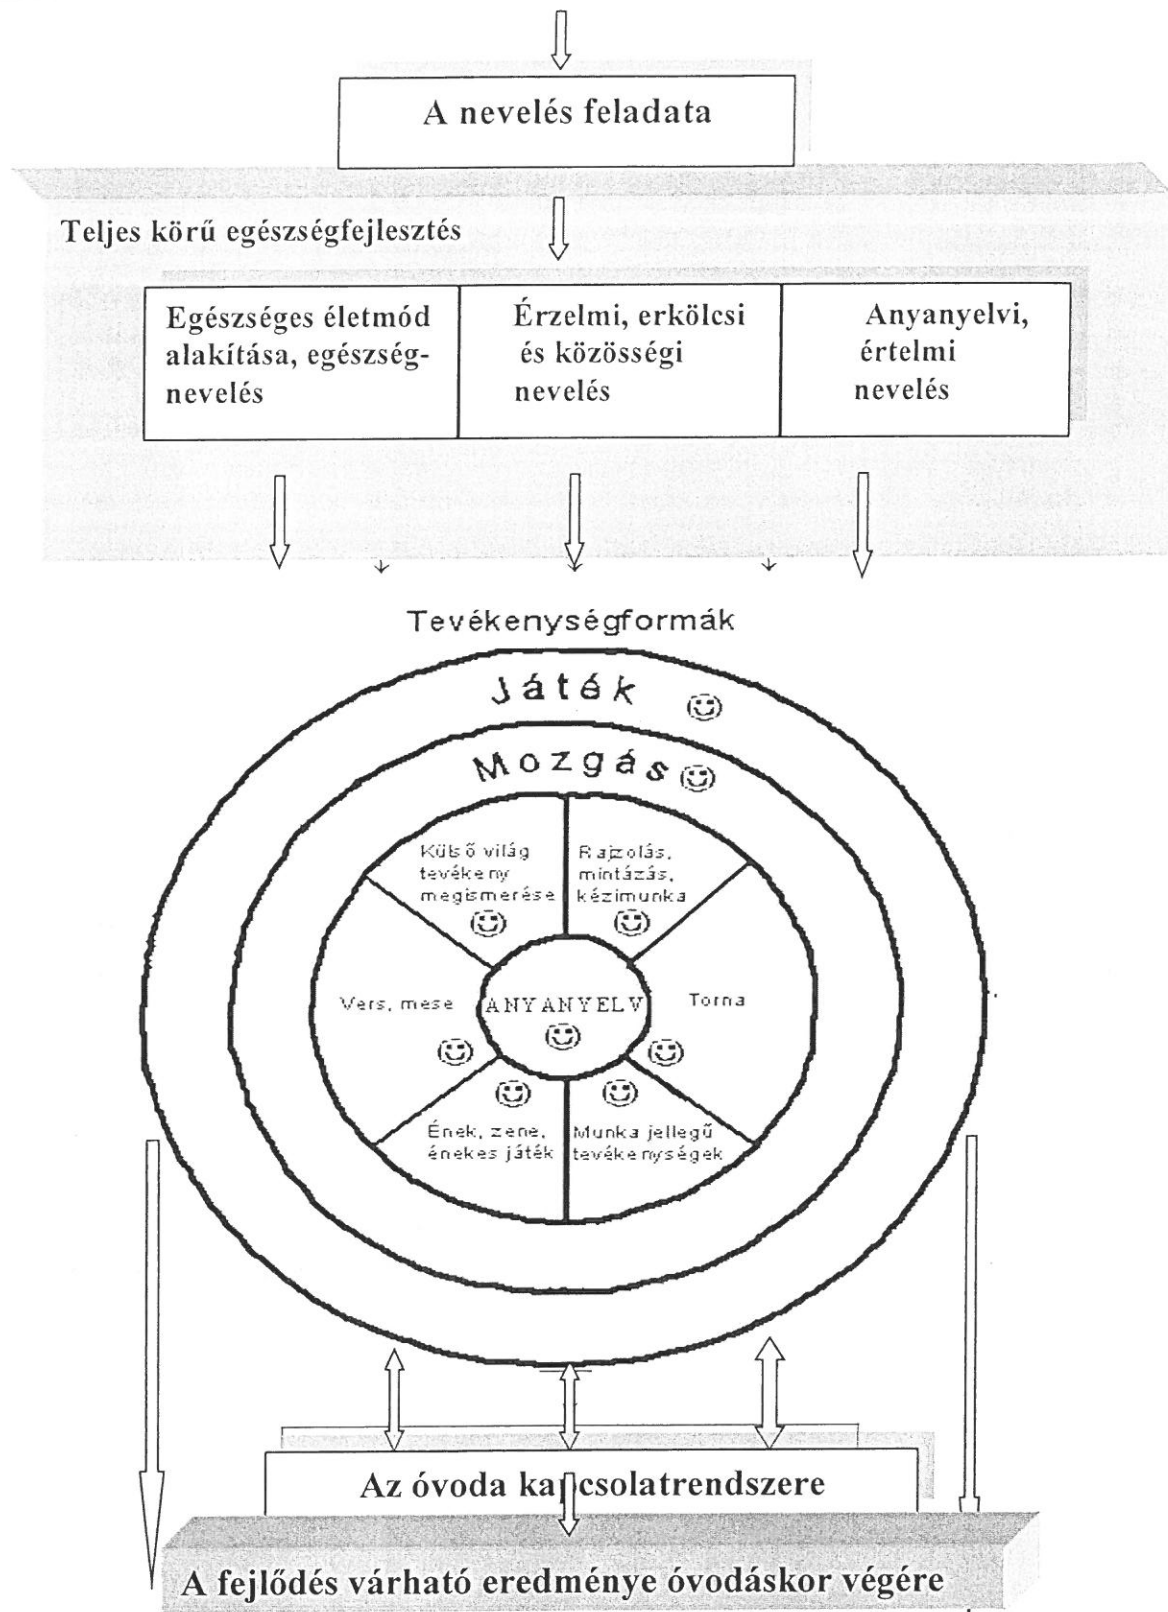 A nevelés feladata
Teljes körű egészségfejlesztés
Egészséges életmód
alakítása, egészség-
nevelés
Érzelmi, erkölcsi
és közösségi
nevelés
Anyanyelvi,
értelmi
nevelés
Tevékenységformák
Játék
Mozgás
Külső világ
tevékeny
megismerése
Rajzolás,
mintázás,
kézimunka
Vers, mese
ANYANYELV
Torna
Ének, zene,
énekes játék
Munka jellegű
tevékenységek
Az óvoda kapcsolatrendszere
A fejlődés várható eredménye óvodáskor végére